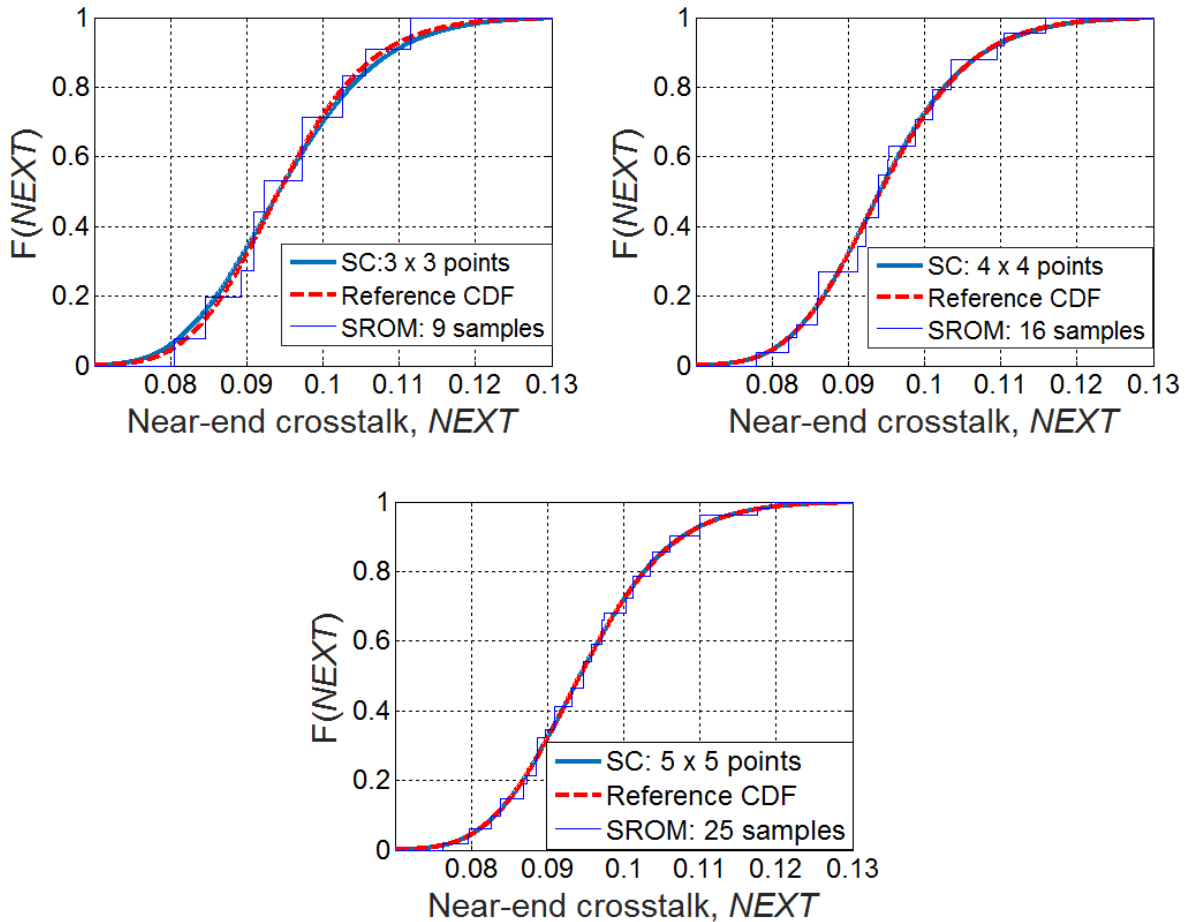 1
0.8
0.6
0.4
0.2
0
F(NEXT)
SC:3 x 3 points
Reference CDF
SROM: 9 samples
0.08 0.09 0.1 0.11 0.12 0.13
Near-end crosstalk, NEXT
1
0.8
0.6
0.4
0.2
0
F(NEXT)
SC: 4 x 4 points
Reference CDF
SROM: 16 samples
0.08 0.09 0.1 0.11 0.12 0.13
Near-end crosstalk, NEXT
1
0.8
0.6
0.4
0.2
0
F(NEXT)
SC: 5 x 5 points
Reference CDF
SROM: 25 samples
0.08 0.09 0.1 0.11 0.12 0.13
Near-end crosstalk, NEXT